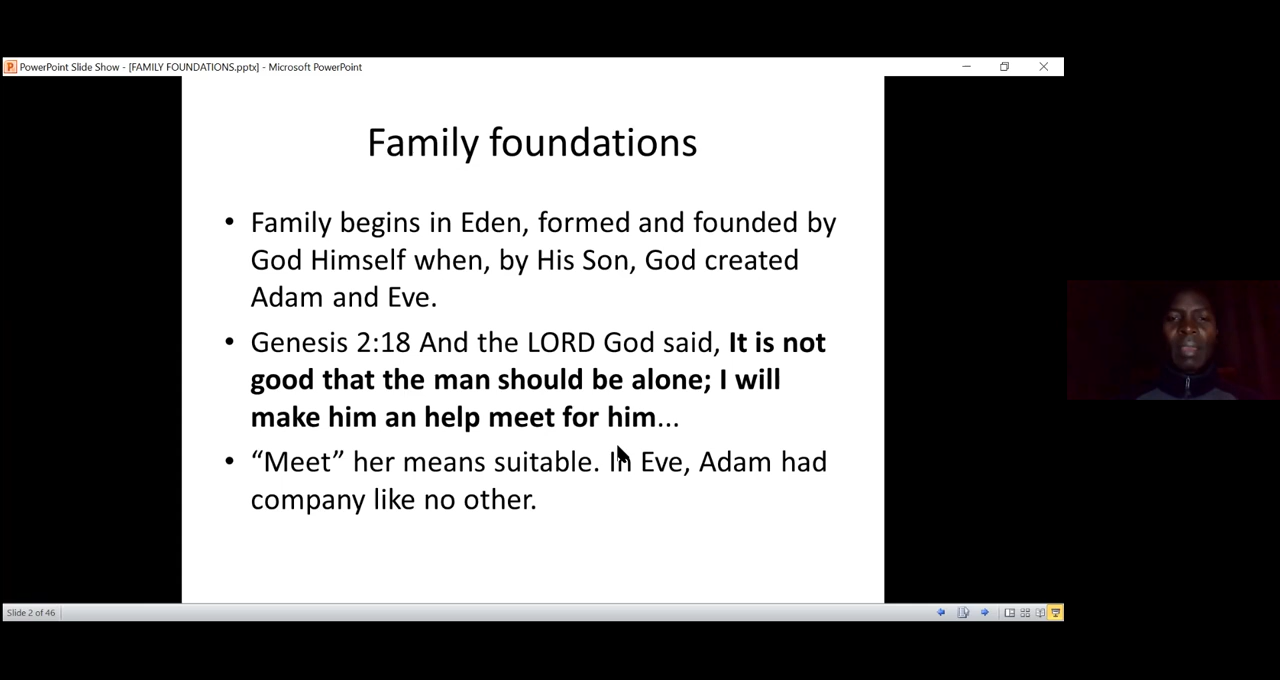 PowerPoint Slide Show - [FAMILY FOUNDATIONS.pptx] - Microsoft PowerPoint
Family foundations
• Family begins in Eden, formed and founded by
God Himself when, by His Son, God created
Adam and Eve.
• Genesis 2:18 And the LORD God said, It is not
good that the man should be alone; I will
make him an help meet for him...
• “Meet” her means suitable. In Eve, Adam had
company like no other.
Slide 2 of 46